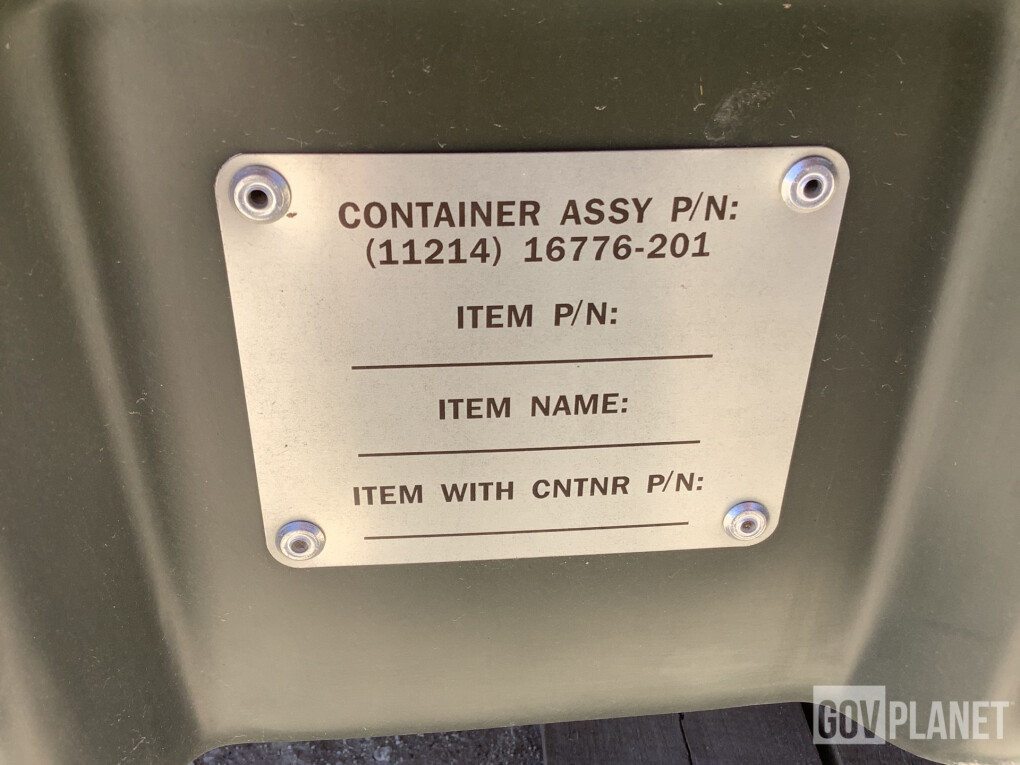 CONTAINER ASSY P/N:
(11214) 16776-201
ITEM P/N:
ITEM NAME:
ITEM WITH CNTNR P/N:
GOVPLANET